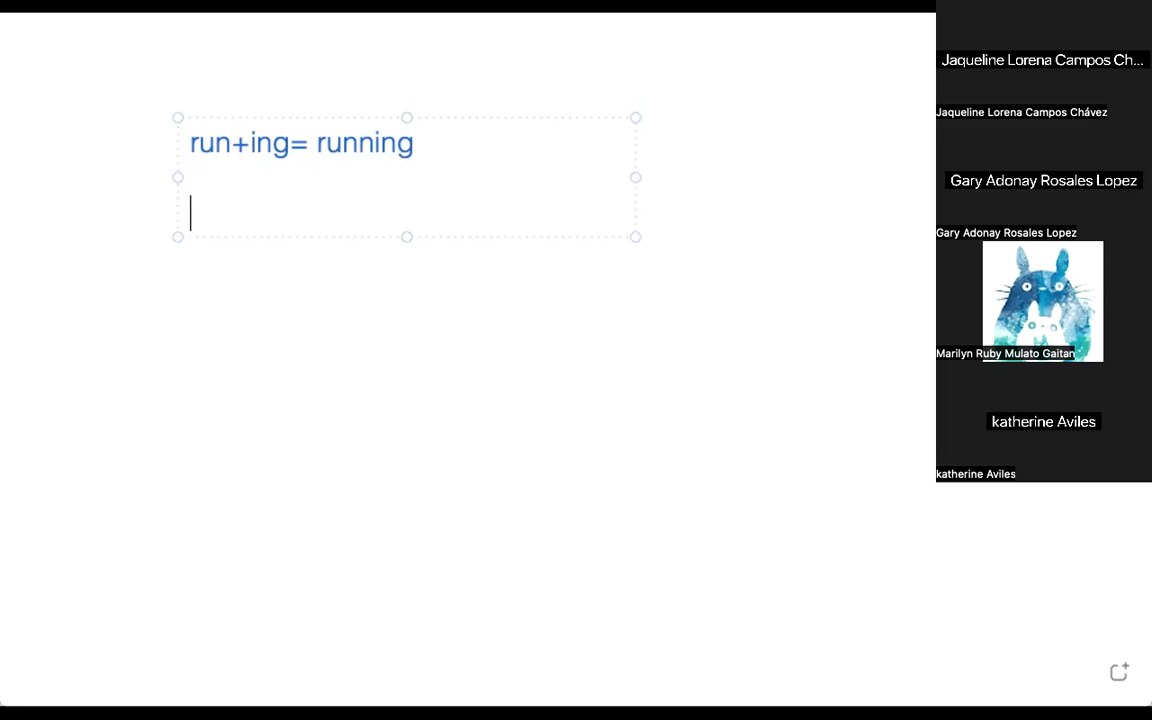 run+ing= running
Jaqueline Lorena Campos Ch...
Jaqueline Lorena Campos Chávez
Gary Adonay Rosales Lopez
Gary Adonay Rosales Lopez
Marilyn Ruby Mulato Gaitan
katherine Aviles
katherine Aviles